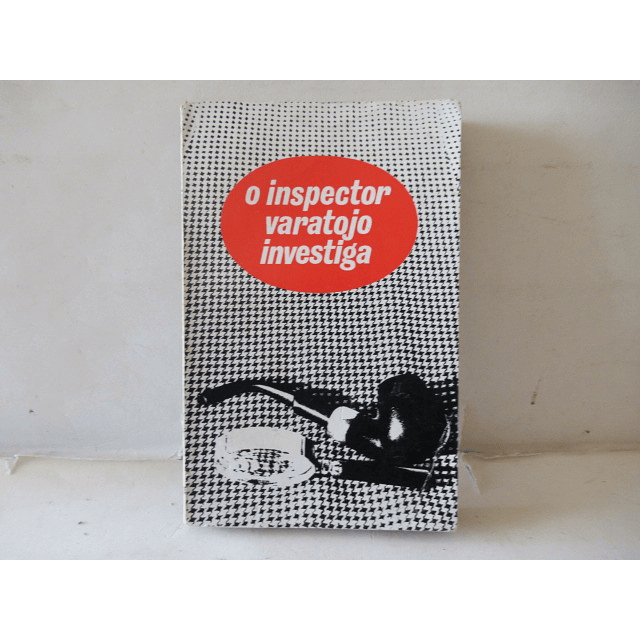 o inspector
varatojo
investiga